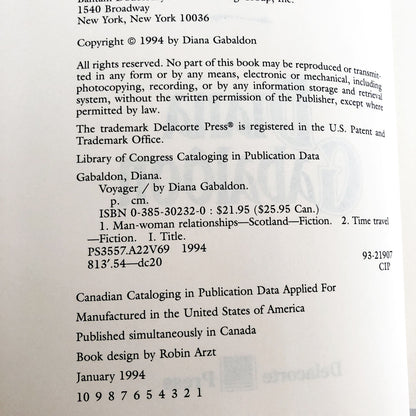 1540 Broadway
New York, New York 10036
Copyright © 1994 by Diana Gabaldon
All rights reserved. No part of this book may be reproduced or transmit-
ted in any form or by any means, electronic or mechanical, including
photocopying, recording, or by any information storage and retrieval
system, without the written permission of the Publisher, except where
permitted by law.
The trademark Delacorte Press® is registered in the U.S. Patent and
Trademark Office.
Library of Congress Cataloging in Publication Data
Gabaldon, Diana.
Voyager / by Diana Gabaldon.
p. cm.
ISBN 0-385-30232-0 : $21.95 ($25.95 Can.)
1. Man-woman relationships—Scotland—Fiction. 2. Time travel
—Fiction. I. Title.
PS3557.A22V69 1994
813'.54—dc20 93-21907
CIP
Canadian Cataloging in Publication Data Applied For
Manufactured in the United States of America
Published simultaneously in Canada
Book design by Robin Arzt
January 1994
10 9 8 7 6 5 4 3 2 1
Delacorte Press